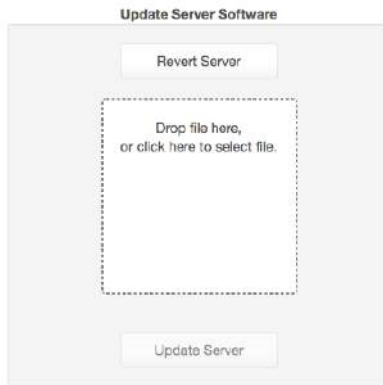 Update Server Software
Revert Server
Drop file here,
or click here to select file.
Update Server